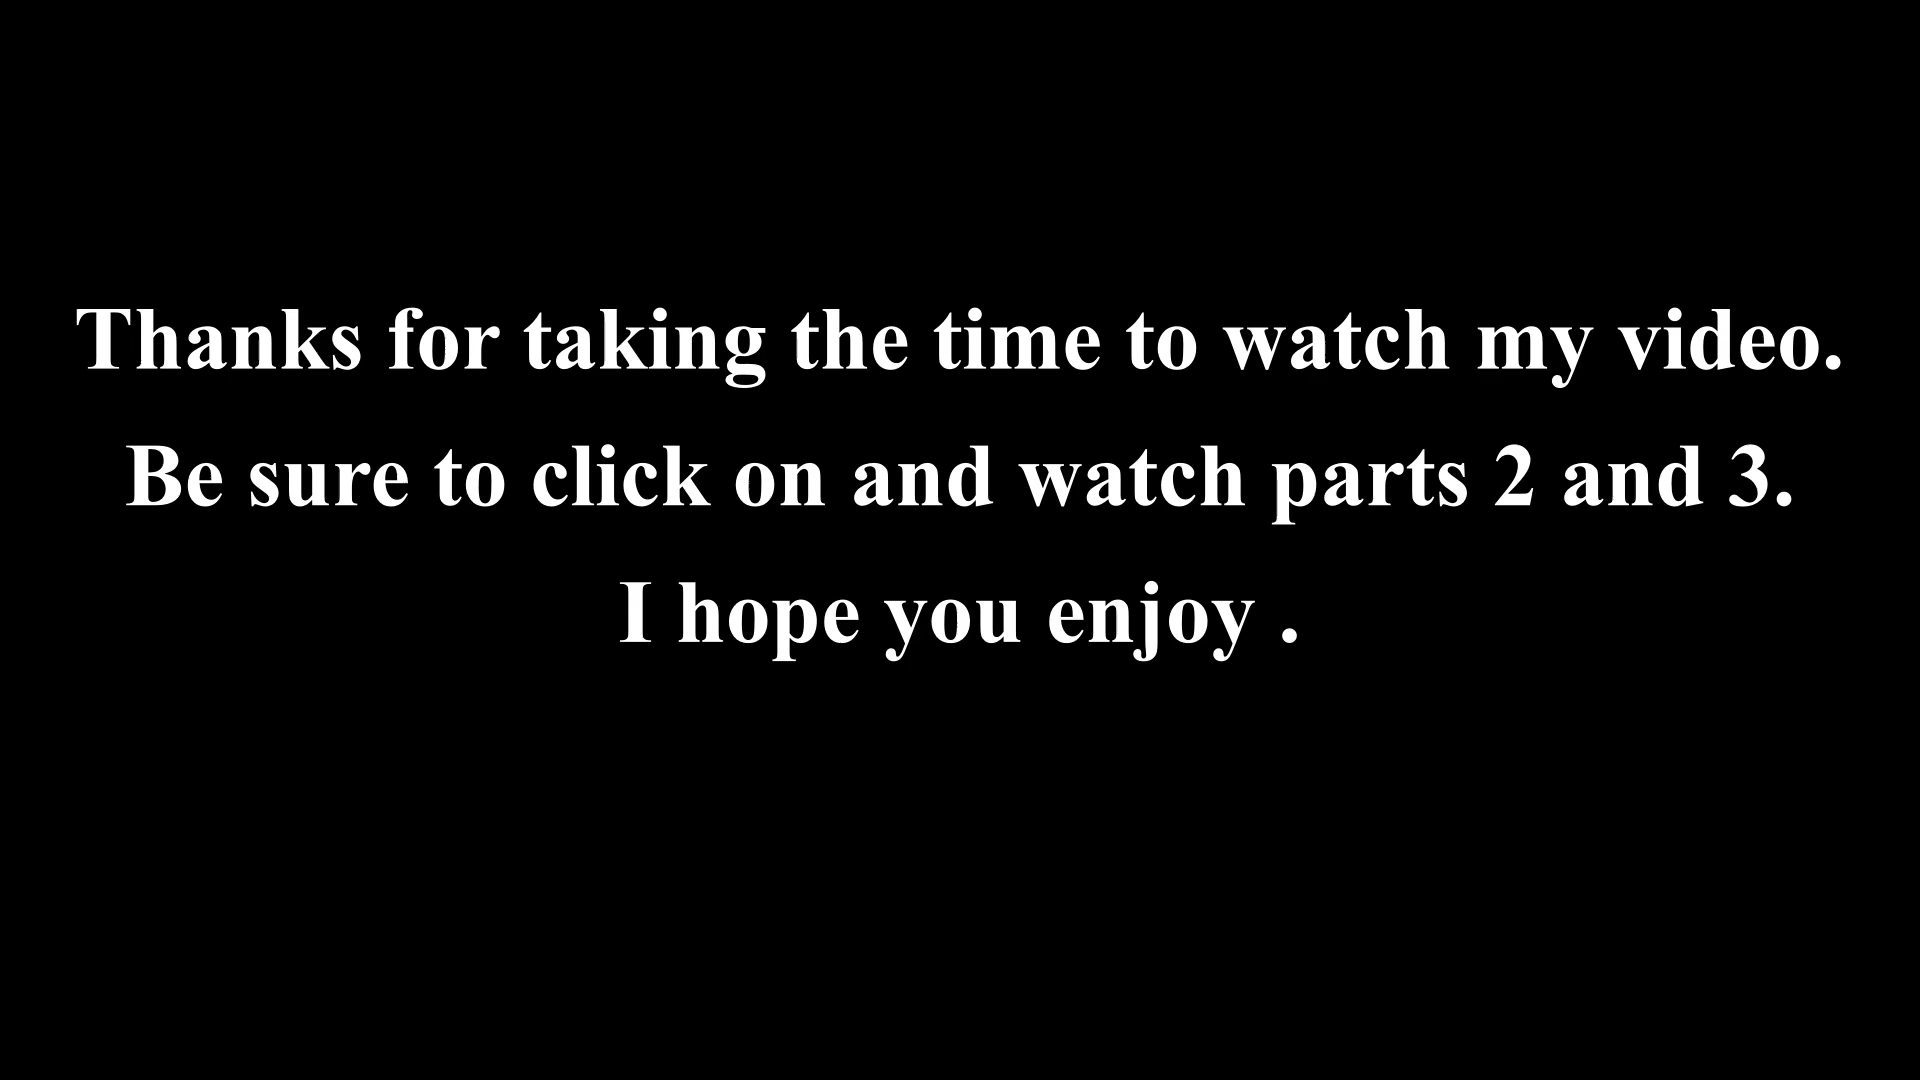 Thanks for taking the time to watch my video.
Be sure to click on and watch parts 2 and 3.
I hope you enjoy .